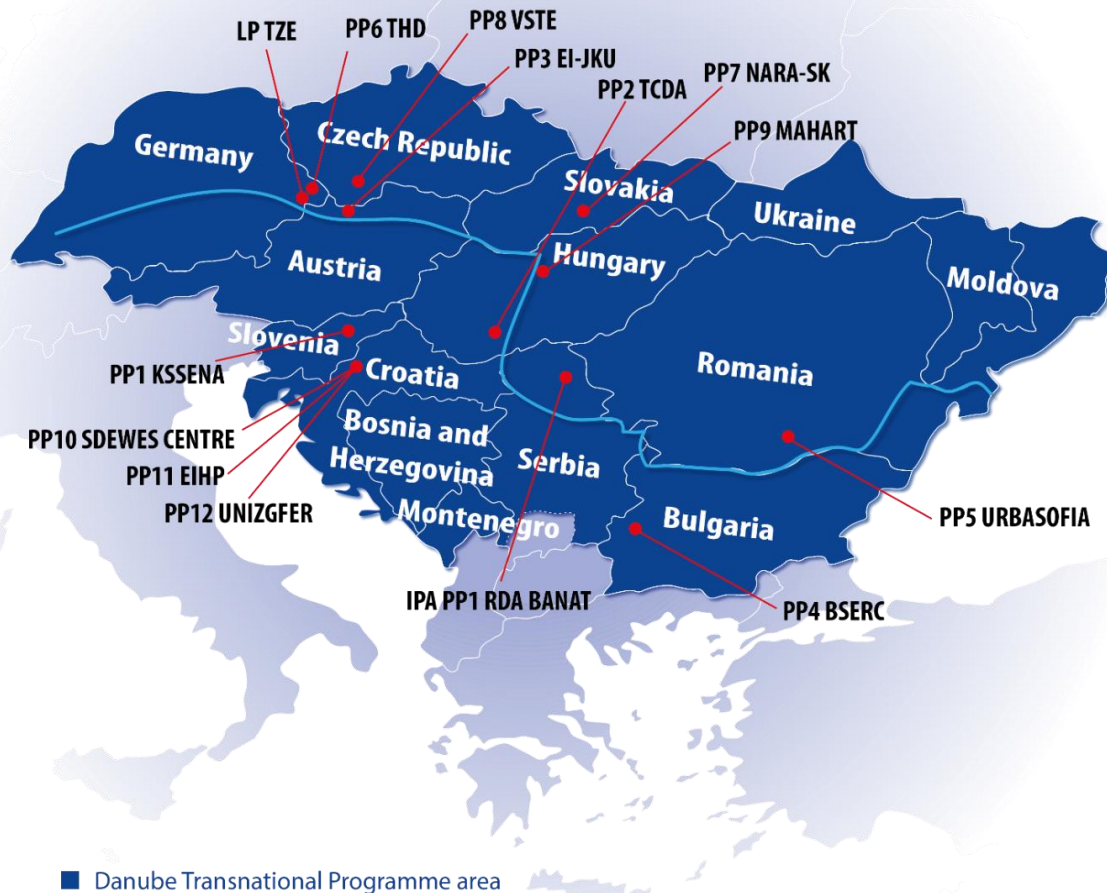 LP TZE
PP6 THD
PP8 VSTE
PP3 EI-JKU
PP2 TCDA
PP7 NARA-SK
PP9 MAHART
Germany
Czech Republic
Slovakia
Ukraine
Austria
Hungary
Moldova
Slovenia
Romania
PP1 KSSENA
Croatia
PP10 SDEWES CENTRE
Bosnia and
Herzegovina
Serbia
PP11 EIHP
PP12 UNIZGFER
Montenegro
Bulgaria
PP5 URBASOFIA
IPA PP1 RDA BANAT
PP4 BSERC
Danube Transnational Programme area